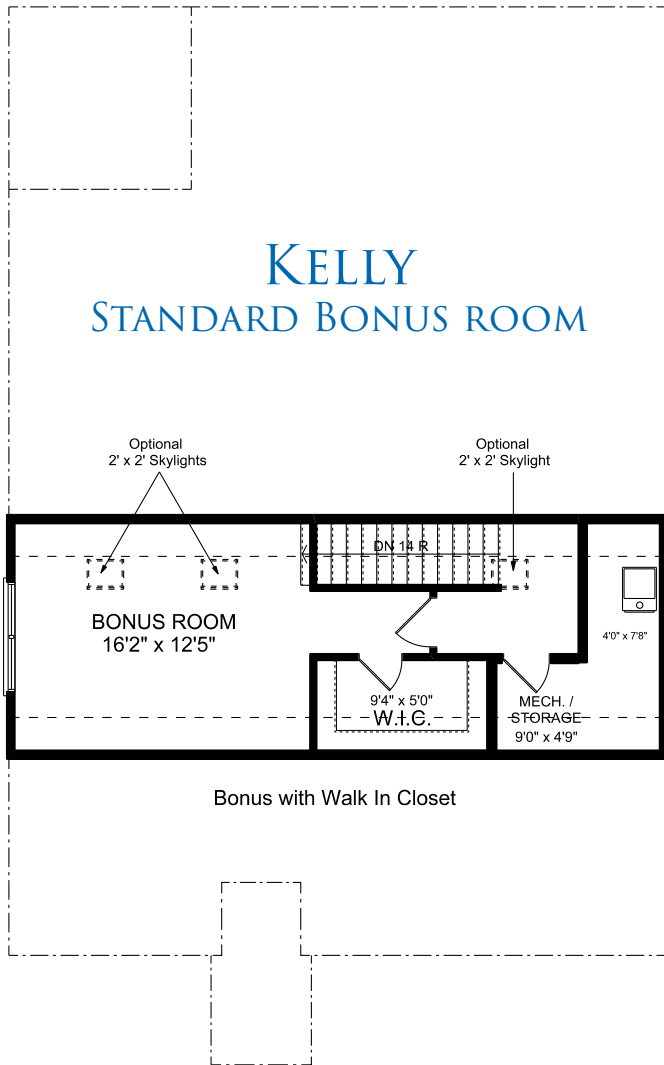 KELLY
STANDARD BONUS ROOM
Optional
2' x 2' Skylights
Optional
2' x 2' Skylight
DN 14 R
BONUS ROOM
16'2" x 12'5"
4'0" x 7'8"
9'4" x 5'0"
W.I.C.
MECH. /
STORAGE
9'0" x 4'9"
Bonus with Walk In Closet